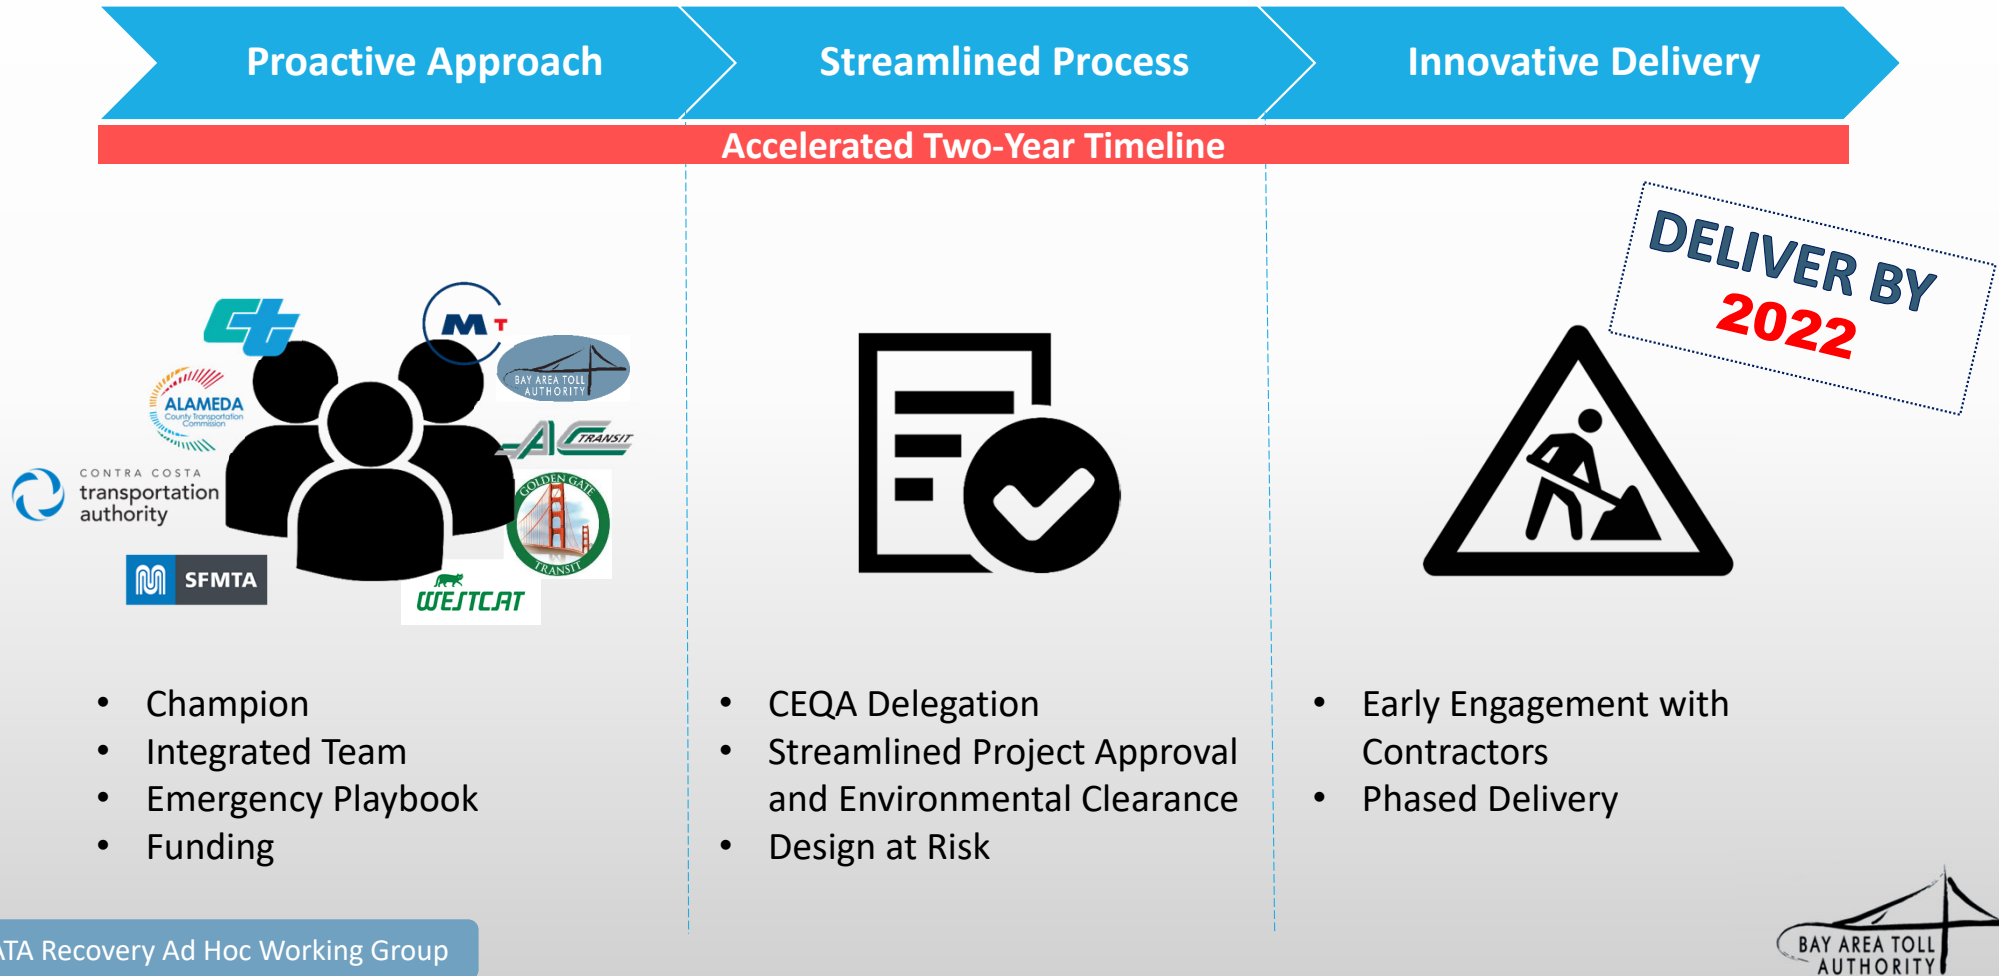 Proactive Approach
Streamlined Process
Innovative Delivery
Accelerated Two-Year Timeline
DELIVER BY
2022
MT
BAY AREA TOLL
AUTHORITY
ALAMEDA
County Transportation
Commission
AC TRANSIT
CONTRA COSTA
transportation
authority
GOLDEN GATE
TRANSIT
SFMTA
WESTCAT
• Champion
• Integrated Team
• Emergency Playbook
• Funding
• CEQA Delegation
• Streamlined Project Approval
and Environmental Clearance
• Design at Risk
• Early Engagement with
Contractors
• Phased Delivery
ATA Recovery Ad Hoc Working Group
BAY AREA TOLL
AUTHORITY